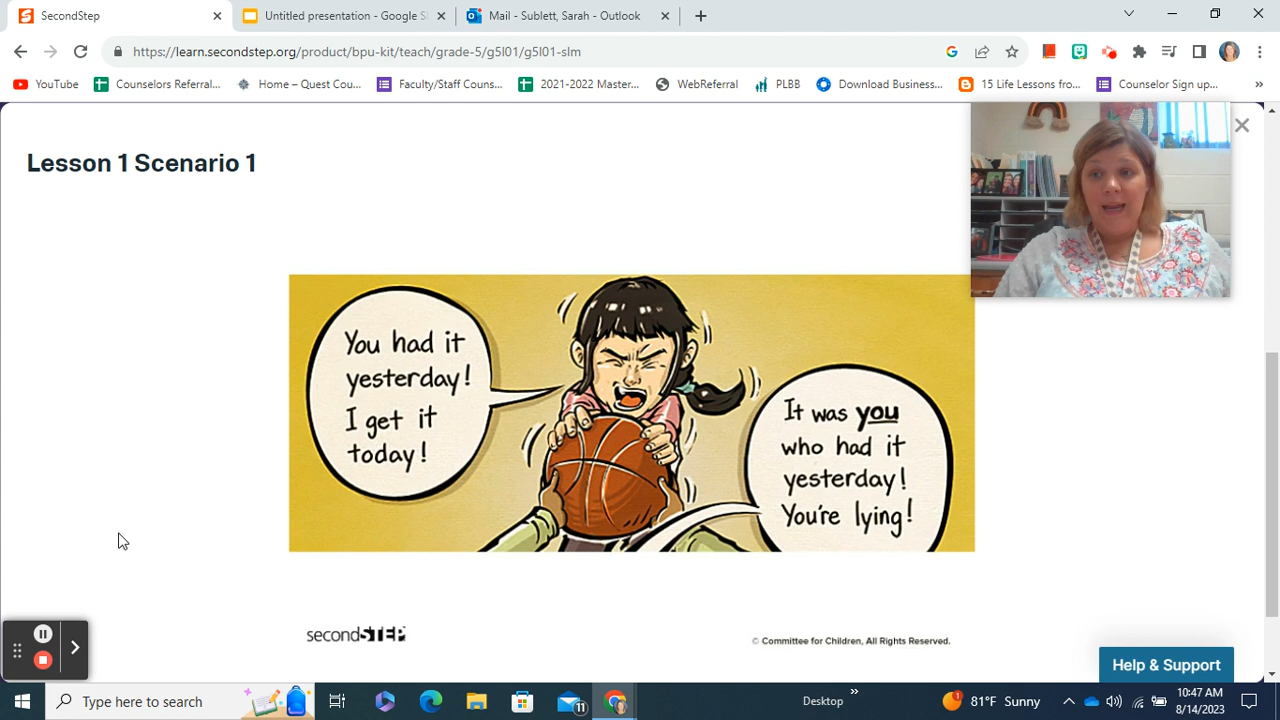 SecondStep
Untitled presentation - Google S
Mail - Sublett, Sarah - Outlook
https://learn.secondstep.org/product/bpu-kit/teach/grade-5/g5l01/g5l01-slm
YouTube
Counselors Referral...
Home – Quest Cou...
Faculty/Staff Couns...
2021-2022 Master...
WebReferral
PLBB
Download Business...
15 Life Lessons fro...
Counselor Sign up...
»
Lesson 1 Scenario 1
You had it
yesterday!
I get it
today!
It was you
who had it
yesterday!
You're lying!
secondSTEP
© Committee for Children, All Rights Reserved.
Help & Support
Type here to search
11
Desktop
»
1
81°F Sunny
10:47 AM
8/14/2023